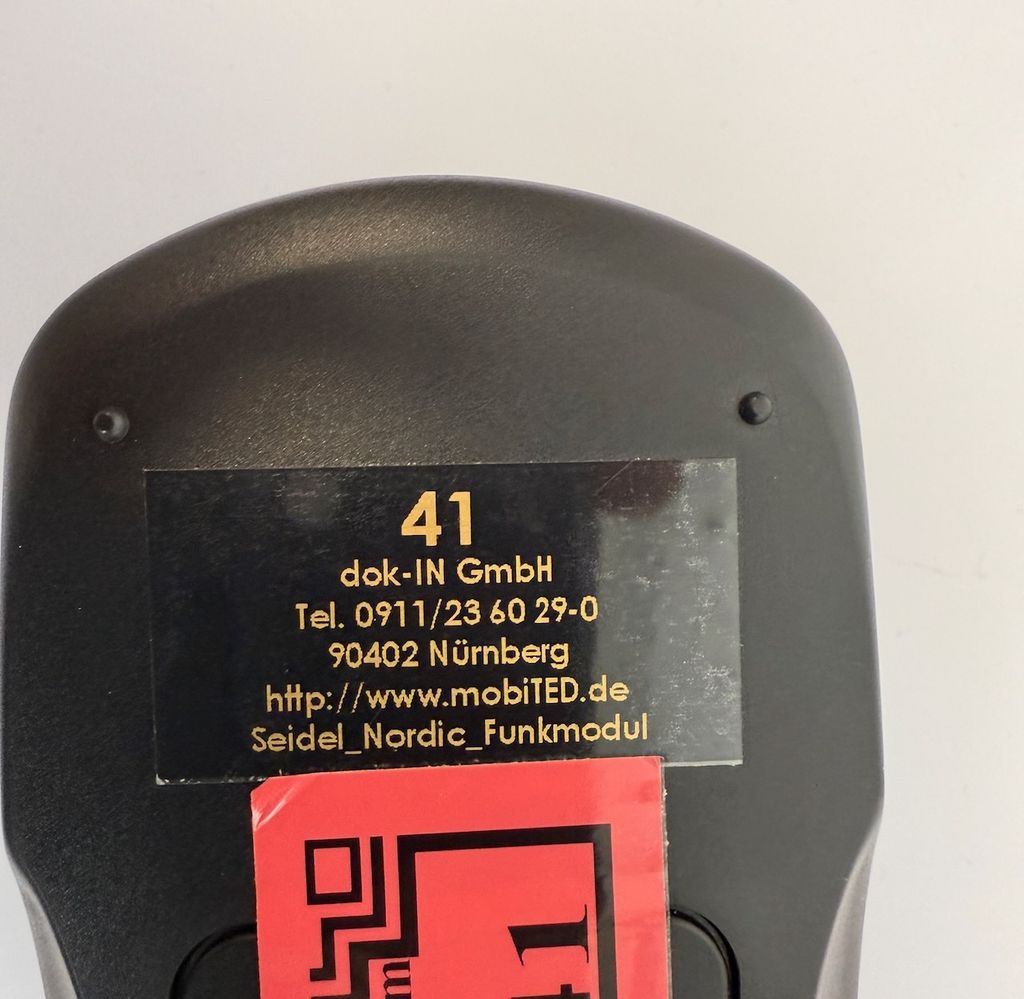 41
dok-IN GmbH
Tel. 0911/23 60 29-0
90402 Nürnberg
http://www.mobiTED.de
Seidel_Nordic_Funkmodul